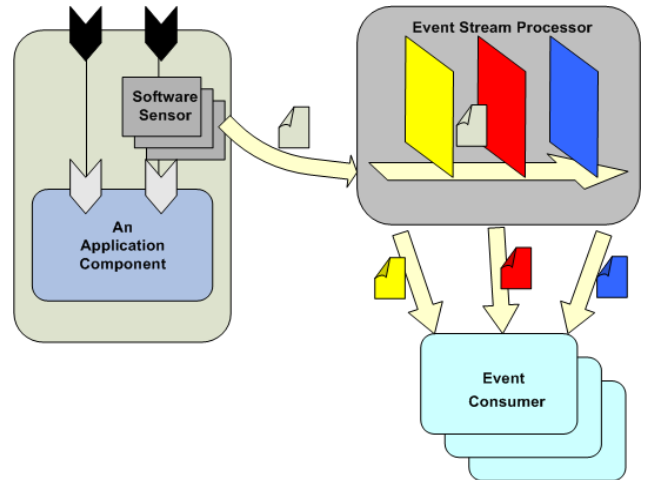 Event Stream Processor
Software
Sensor
An
Application
Component
Event
Consumer